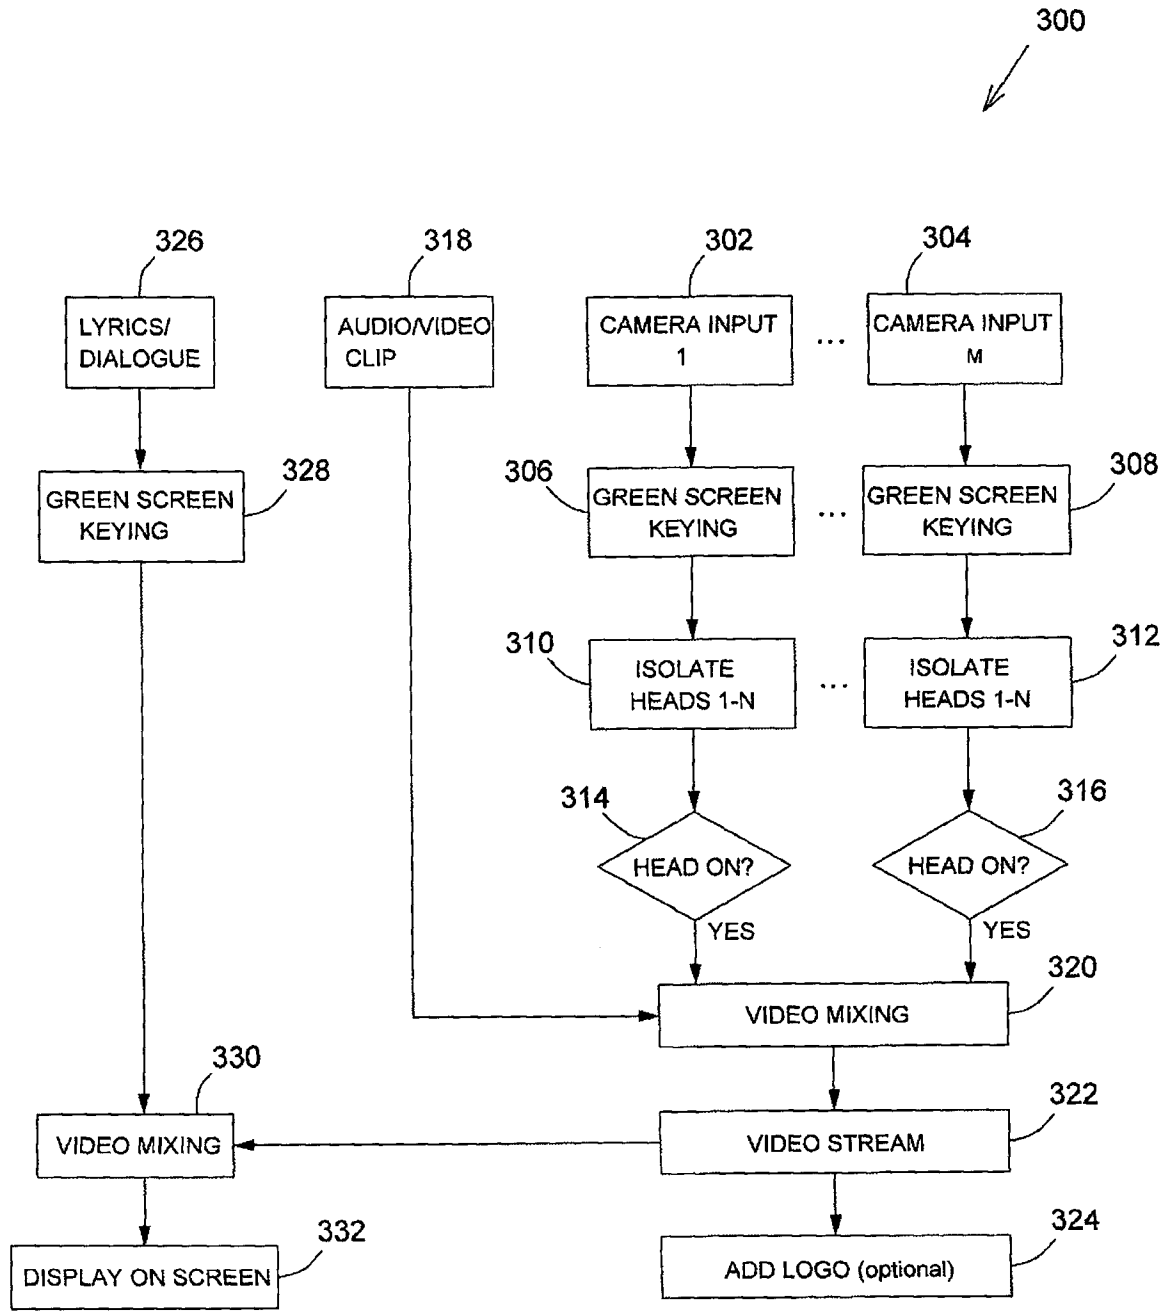 300
326
318
302
304
LYRICS/
DIALOGUE
AUDIO/VIDEO
CLIP
CAMERA INPUT
1
...
CAMERA INPUT
M
328
306
308
GREEN SCREEN
KEYING
GREEN SCREEN
KEYING
...
GREEN SCREEN
KEYING
310
312
ISOLATE
HEADS 1-N
...
ISOLATE
HEADS 1-N
314
316
HEAD ON?
HEAD ON?
YES
YES
320
VIDEO MIXING
330
322
VIDEO MIXING
VIDEO STREAM
332
324
DISPLAY ON SCREEN
ADD LOGO (optional)